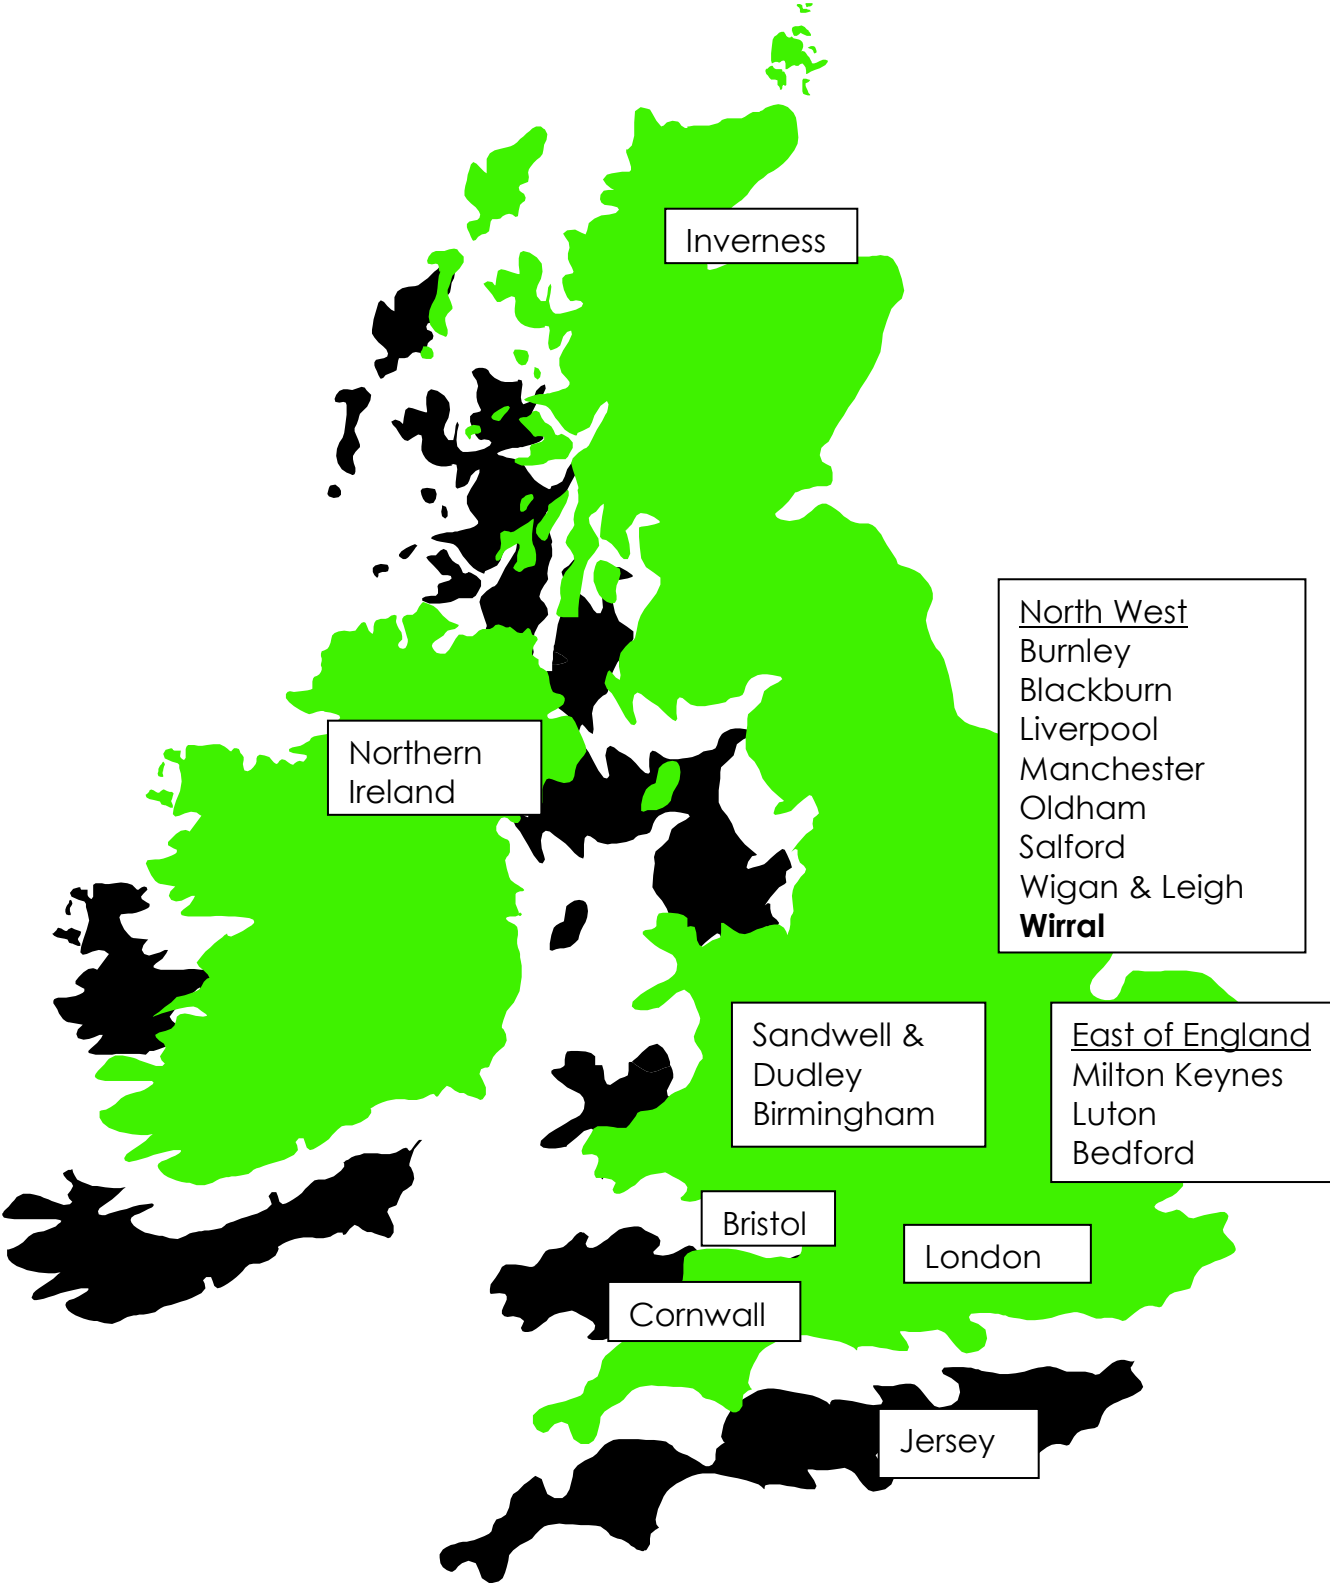 Inverness
Northern
Ireland
North West
Burnley
Blackburn
Liverpool
Manchester
Oldham
Salford
Wigan & Leigh
Wirral
Sandwell &
Dudley
Birmingham
East of England
Milton Keynes
Luton
Bedford
Bristol
London
Cornwall
Jersey